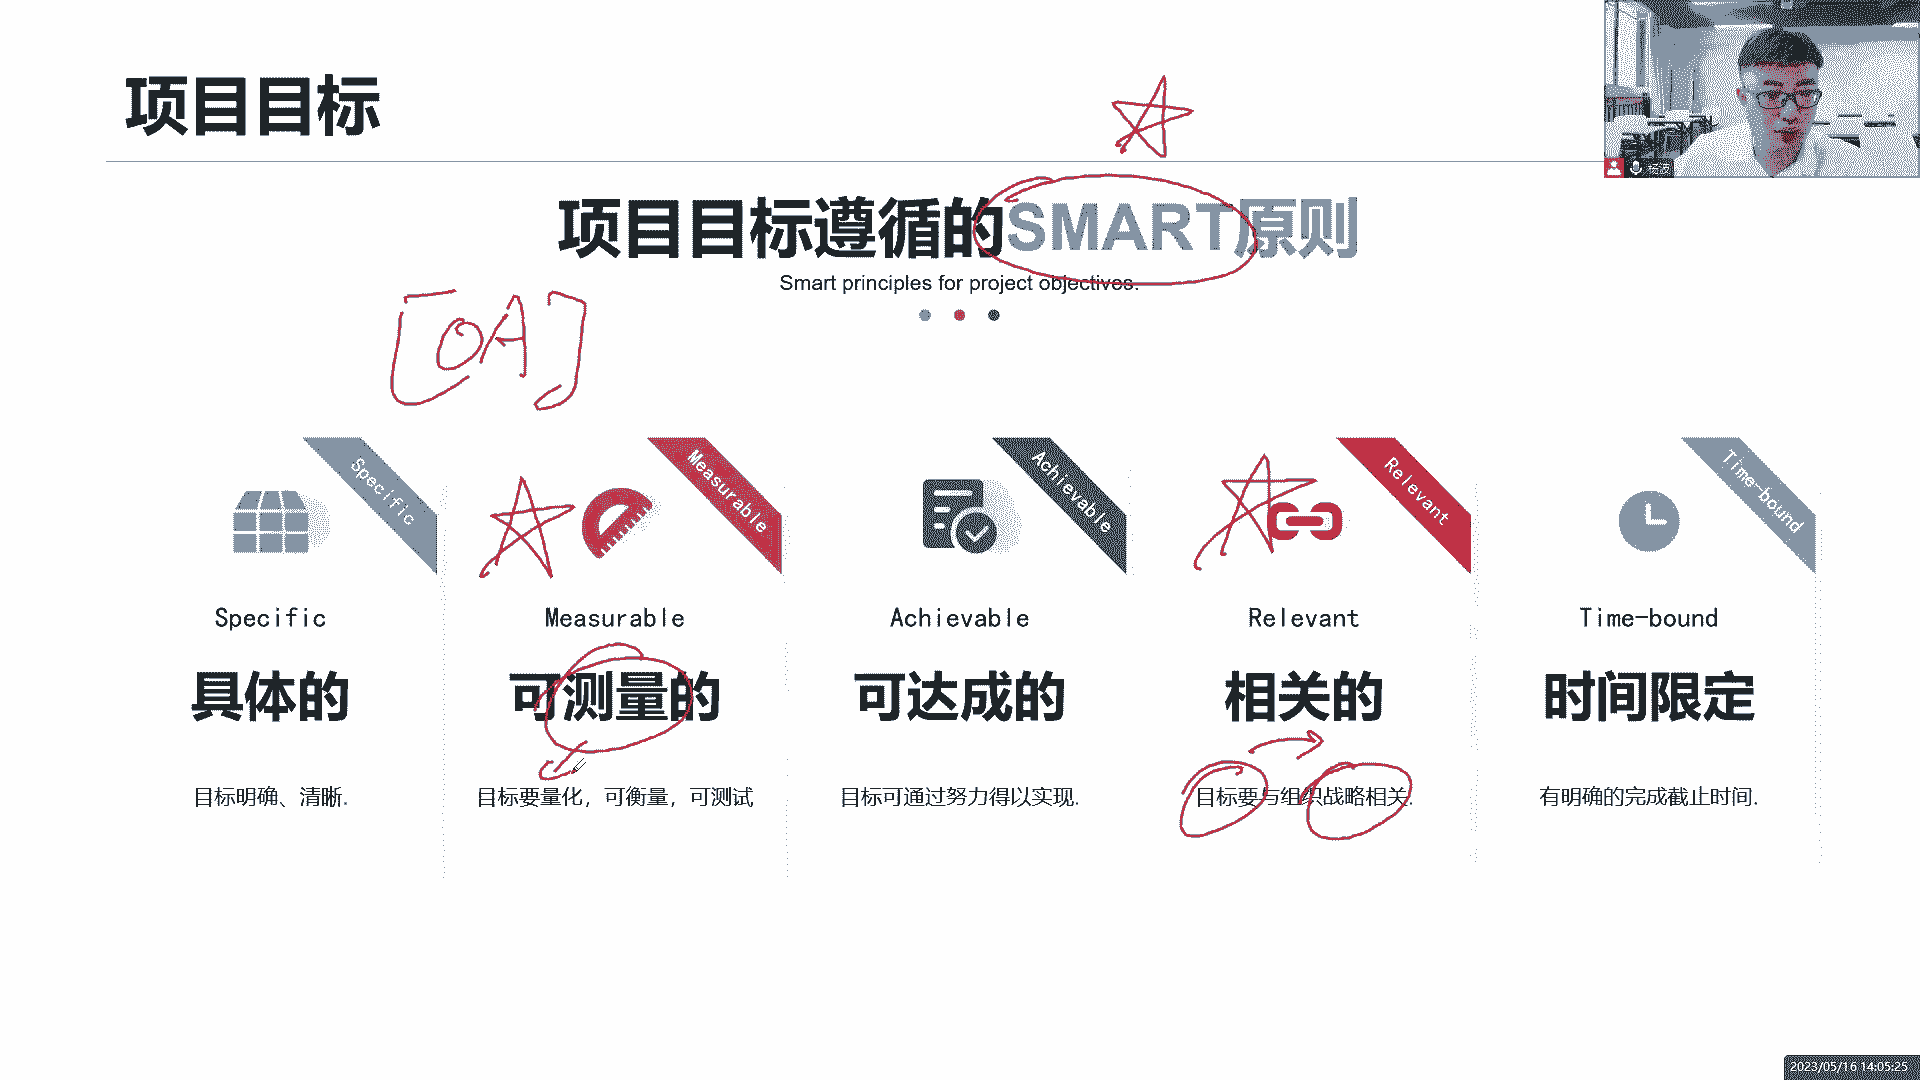 项目目标
杨波
项目目标遵循的SMART原则
Smart principles for project objectives.
[OA]
Specific
Measurable
Achievable
Relevant
Time-bound
Specific
Measurable
Achievable
Relevant
Time-bound
具体的
可测量的
可达成的
相关的
时间限定
目标明确、清晰.
目标要量化，可衡量，可测试
目标可通过努力得以实现.
目标要与组织战略相关.
有明确的完成截止时间.
2023/05/16 14:05:25